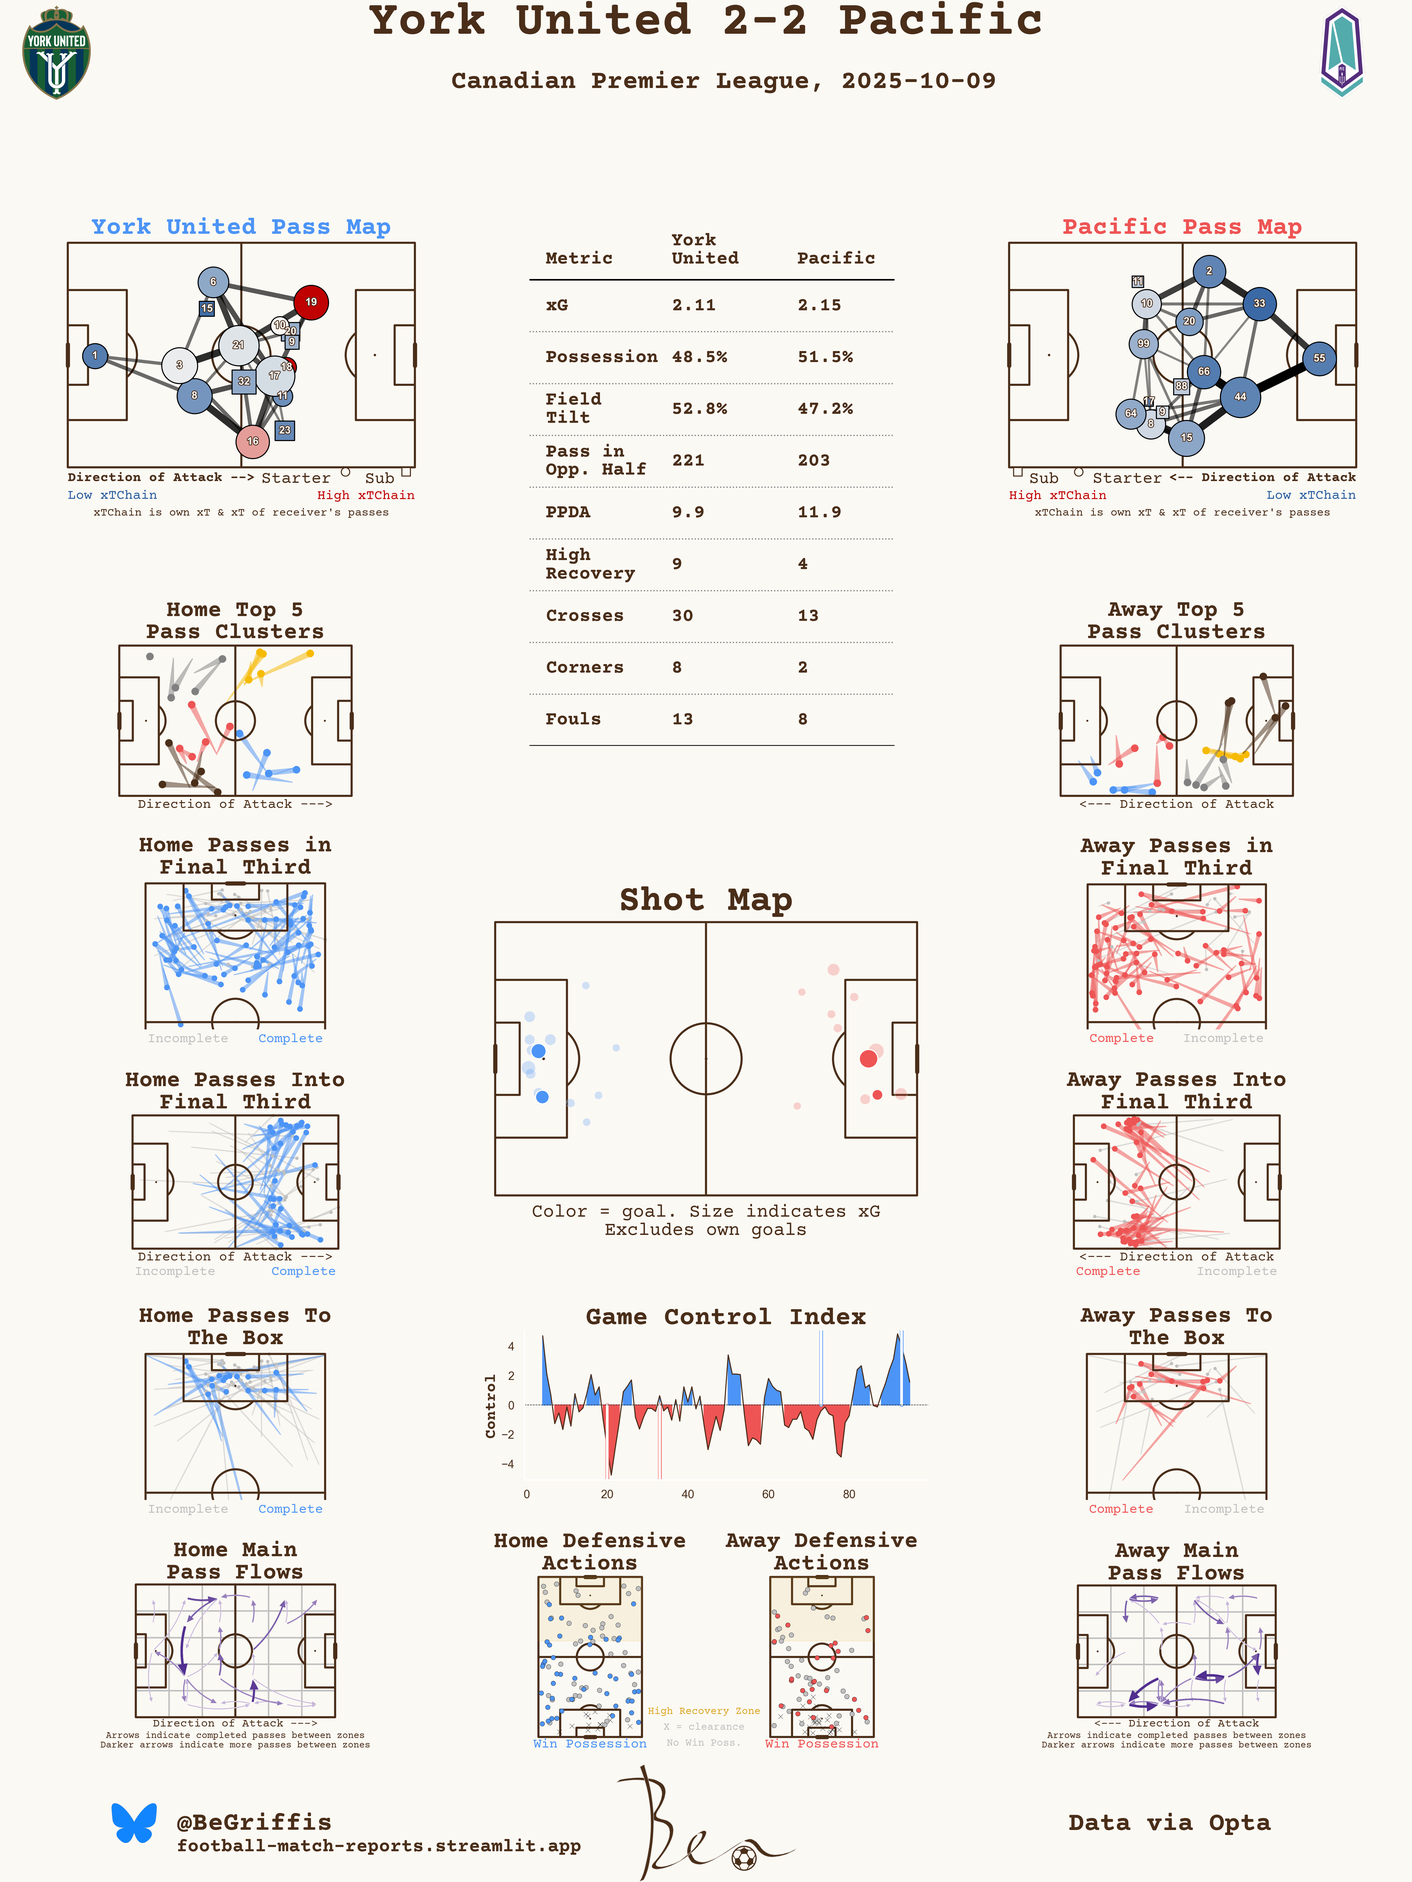 York United 2-2 Pacific
Canadian Premier League, 2025-10-09
YORK UNITED
York United Pass Map
6
19
15
10
20
9
21
1
3
18
17
32
8
11
23
16
Direction of Attack --> Starter Sub
Low xTChain High xTChain
xTChain is own xT & xT of receiver's passes
Metric York United Pacific
xG 2.11 2.15
Possession 48.5% 51.5%
Field Tilt 52.8% 47.2%
Pass in Opp. Half 221 203
PPDA 9.9 11.9
High Recovery 9 4
Crosses 30 13
Corners 8 2
Fouls 13 8
Pacific Pass Map
2
11
10
33
20
99
55
66
88
44
17
64
9
8
15
Sub Starter <-- Direction of Attack
High xTChain Low xTChain
xTChain is own xT & xT of receiver's passes
Home Top 5
Pass Clusters
Direction of Attack --->
Away Top 5
Pass Clusters
<--- Direction of Attack
Home Passes in
Final Third
Incomplete Complete
Away Passes in
Final Third
Complete Incomplete
Shot Map
Color = goal. Size indicates xG
Excludes own goals
Home Passes Into
Final Third
Direction of Attack --->
Incomplete Complete
Away Passes Into
Final Third
<--- Direction of Attack
Complete Incomplete
Home Passes To
The Box
Incomplete Complete
Game Control Index
Control
4
2
0
−2
−4
0 20 40 60 80
Away Passes To
The Box
Complete Incomplete
Home Main
Pass Flows
Direction of Attack --->
Arrows indicate completed passes between zones
Darker arrows indicate more passes between zones
Home Defensive
Actions
Win Possession
High Recovery Zone
X = clearance
No Win Poss.
Away Defensive
Actions
Win Possession
Away Main
Pass Flows
<--- Direction of Attack
Arrows indicate completed passes between zones
Darker arrows indicate more passes between zones
@BeGriffis
football-match-reports.streamlit.app
Ben
Data via Opta